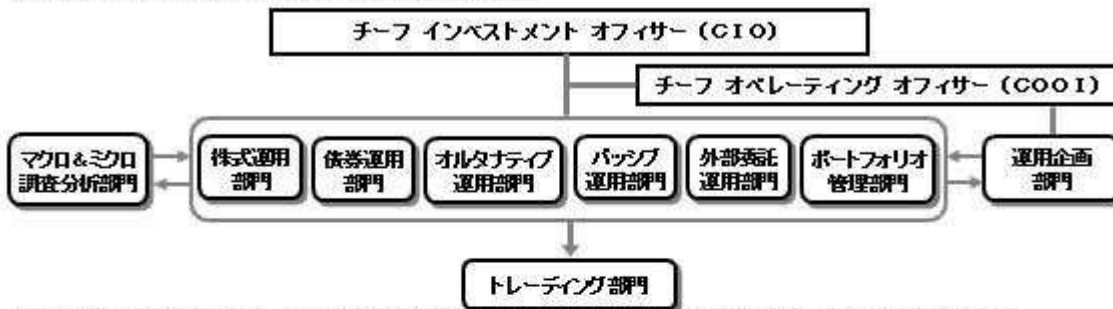 チーフ インベストメント オフィサー (CIO)
チーフ オペレーティング オフィサー (COOI)
マクロ&ミクロ
調査分析部門
株式運用
部門
債券運用
部門
オルタナティブ
運用部門
パッシブ
運用部門
外部委託
運用部門
ポートフォリオ
管理部門
運用企画
部門
トレーディング部門